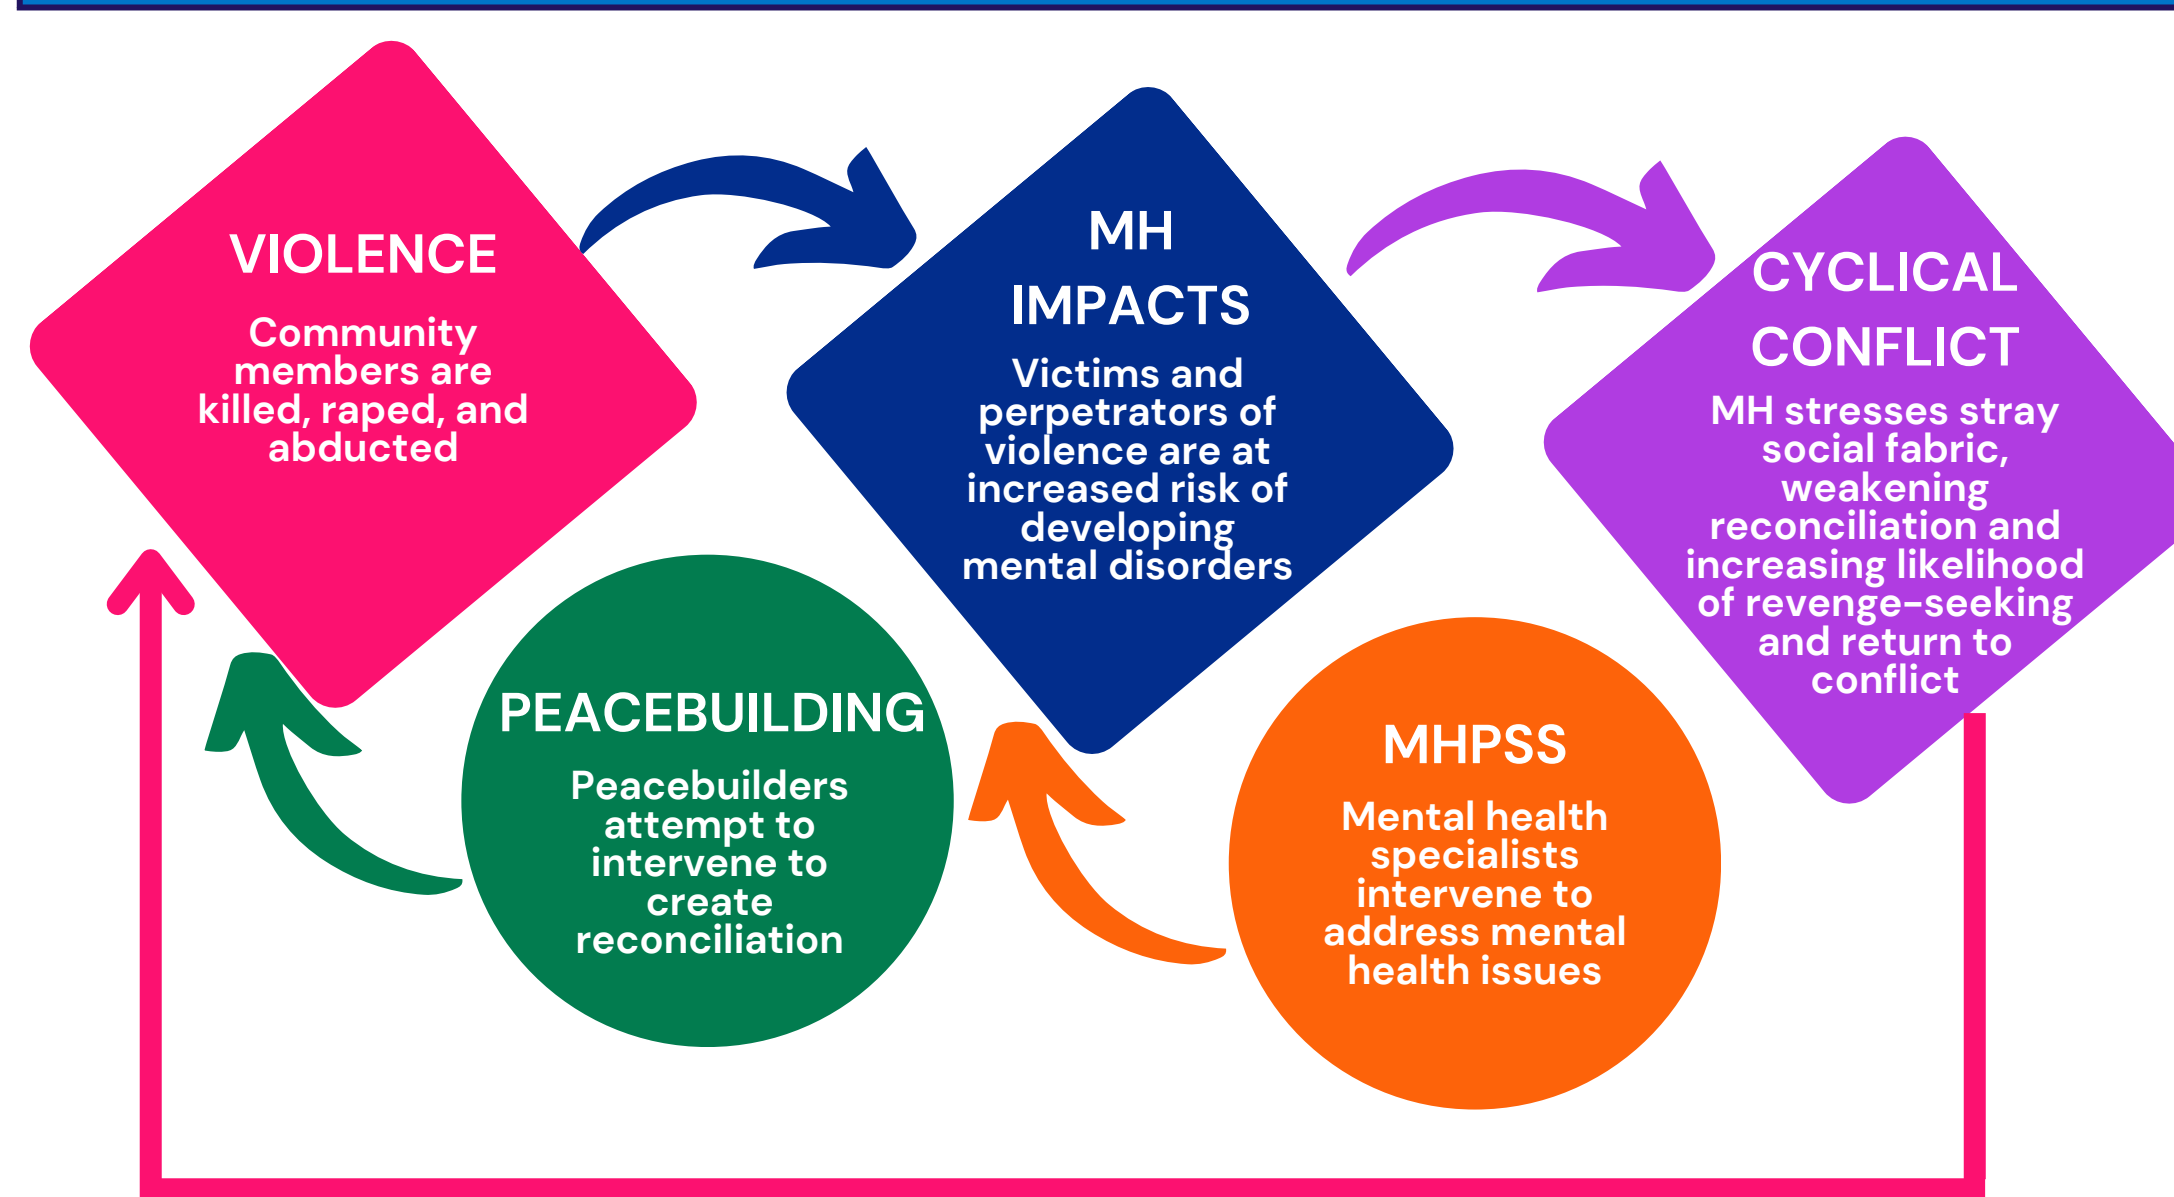 VIOLENCE
Community
members are
killed, raped, and
abducted
MH
IMPACTS
Victims and
perpetrators of
violence are at
increased risk of
developing
mental disorders
CYCLICAL
CONFLICT
MH stresses stray
social fabric,
weakening
reconciliation and
increasing likelihood
of revenge-seeking
and return to
conflict
PEACEBUILDING
Peacebuilders
attempt to
intervene to
create
reconciliation
MHPSS
Mental health
specialists
intervene to
address mental
health issues